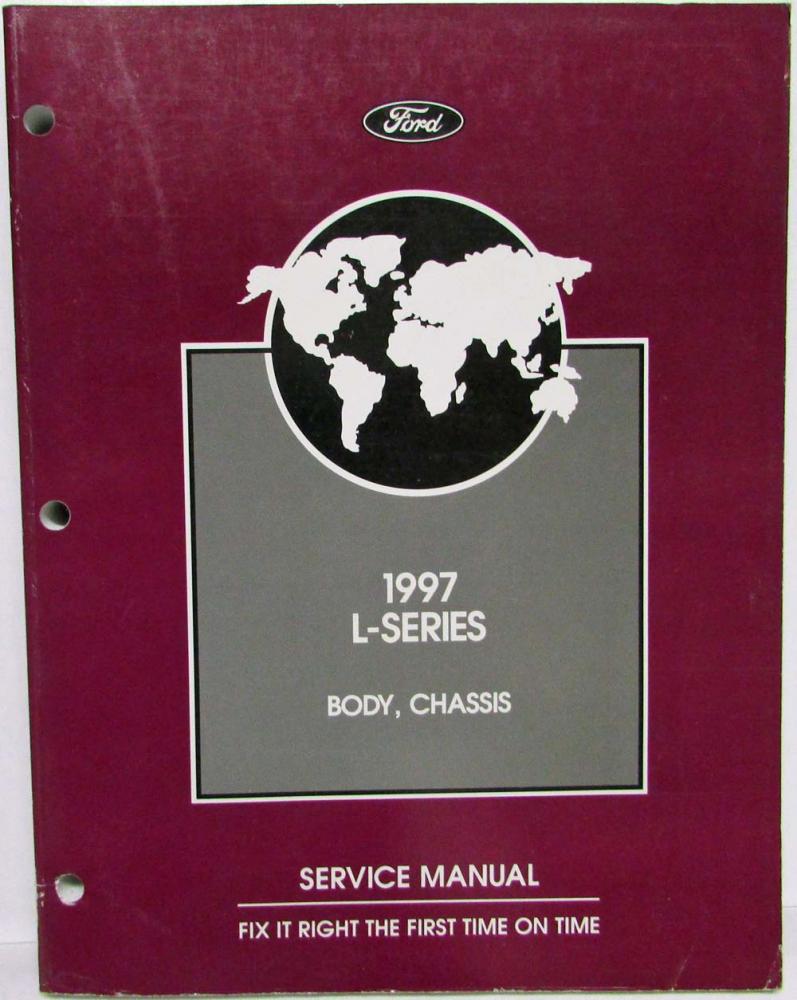 Ford
1997
L-SERIES
BODY, CHASSIS
SERVICE MANUAL
FIX IT RIGHT THE FIRST TIME ON TIME